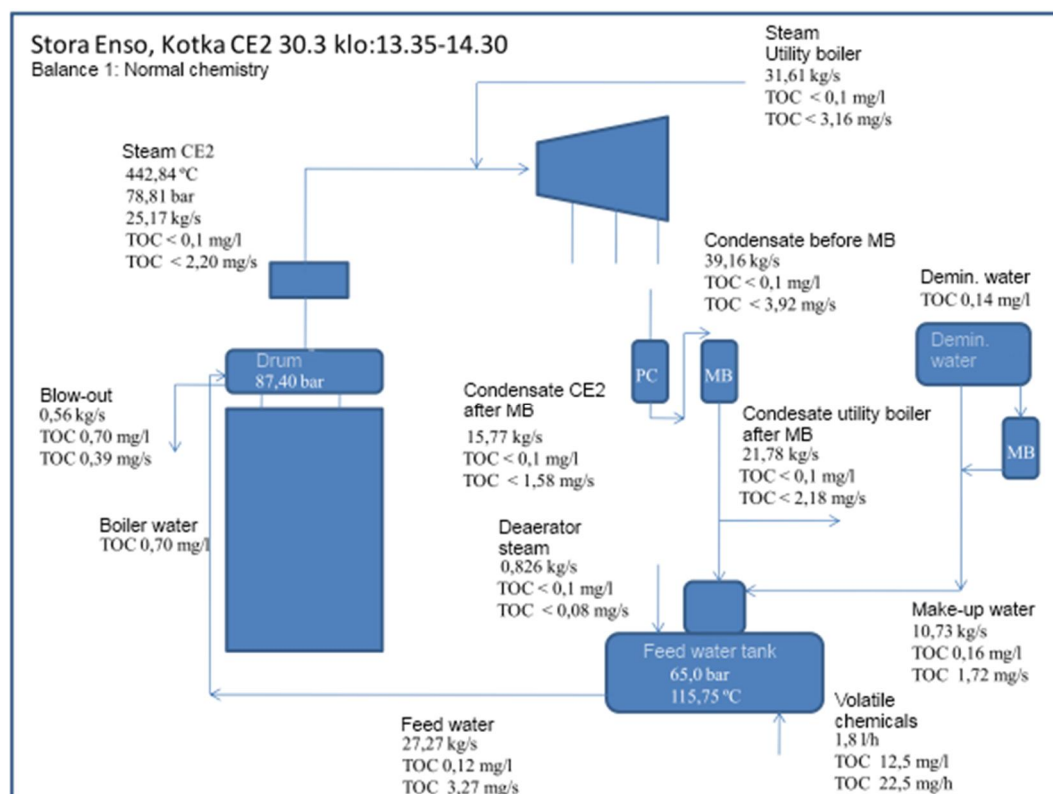 Stora Enso, Kotka CE2 30.3 klo:13.35-14.30
Balance 1: Normal chemistry
Steam
Utility boiler
31,61 kg/s
TOC < 0,1 mg/l
TOC < 3,16 mg/s
Steam CE2
442,84 ºC
78,81 bar
25,17 kg/s
TOC < 0,1 mg/l
TOC < 2,20 mg/s
Condensate before MB
39,16 kg/s
TOC < 0,1 mg/l
TOC < 3,92 mg/s
Demin. water
TOC 0,14 mg/l
Demin.
water
Drum
87,40 bar
PC
MB
MB
Blow-out
0,56 kg/s
TOC 0,70 mg/l
TOC 0,39 mg/s
Condensate CE2
after MB
15,77 kg/s
TOC < 0,1 mg/l
TOC < 1,58 mg/s
Condesate utility boiler
after MB
21,78 kg/s
TOC < 0,1 mg/l
TOC < 2,18 mg/s
Boiler water
TOC 0,70 mg/l
Deaerator
steam
0,826 kg/s
TOC < 0,1 mg/l
TOC < 0,08 mg/s
Make-up water
10,73 kg/s
TOC 0,16 mg/l
TOC 1,72 mg/s
Feed water tank
65,0 bar
115,75 ºC
Feed water
27,27 kg/s
TOC 0,12 mg/l
TOC 3,27 mg/s
Volatile
chemicals
1,8 l/h
TOC 12,5 mg/l
TOC 22,5 mg/h